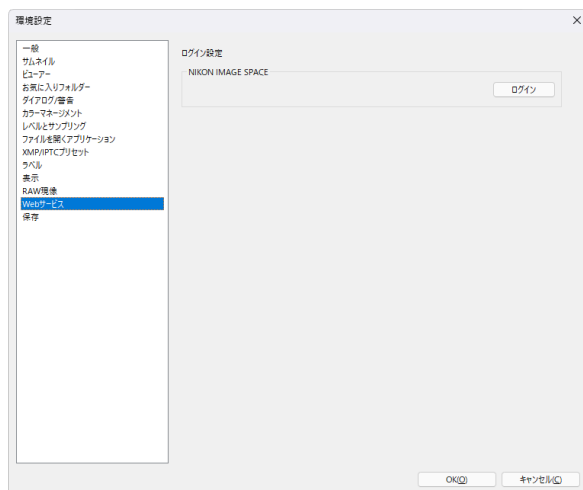 環境設定
一般
サムネイル
ビューアー
お気に入りフォルダー
ダイアログ/警告
カラーマネージメント
レベルとサンプリング
ファイルを開くアプリケーション
XMP/IPTCプリセット
ラベル
表示
RAW現像
Webサービス
保存
ログイン設定
NIKON IMAGE SPACE
ログイン
OK(O)
キャンセル(C)